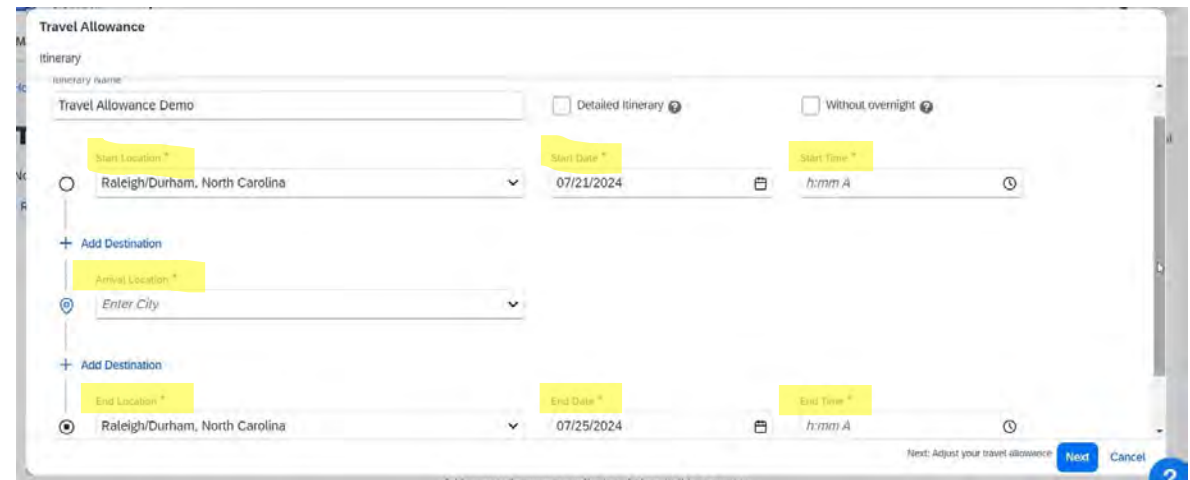 Travel Allowance
Itinerary
Itinerary Name
Travel Allowance Demo
Detailed Itinerary ?
Without overnight ?
Start Location *
Start Date *
Start Time *
Raleigh/Durham, North Carolina
07/21/2024
h:mm A
+ Add Destination
Arrival Location *
Enter City
+ Add Destination
End Location *
End Date *
End Time *
Raleigh/Durham, North Carolina
07/25/2024
h:mm A
Next: Adjust your travel allowance
Next
Cancel
2